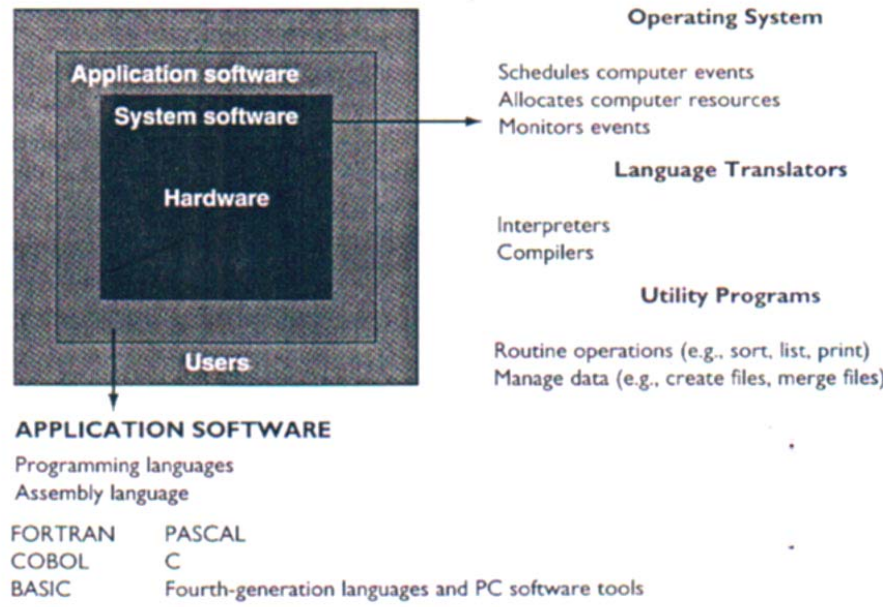 Application software
System software
Hardware
Users
Operating System
Schedules computer events
Allocates computer resources
Monitors events
Language Translators
Interpreters
Compilers
Utility Programs
Routine operations (e.g., sort, list, print)
Manage data (e.g., create files, merge files)
APPLICATION SOFTWARE
Programming languages
Assembly language
FORTRAN PASCAL
COBOL C
BASIC Fourth-generation languages and PC software tools